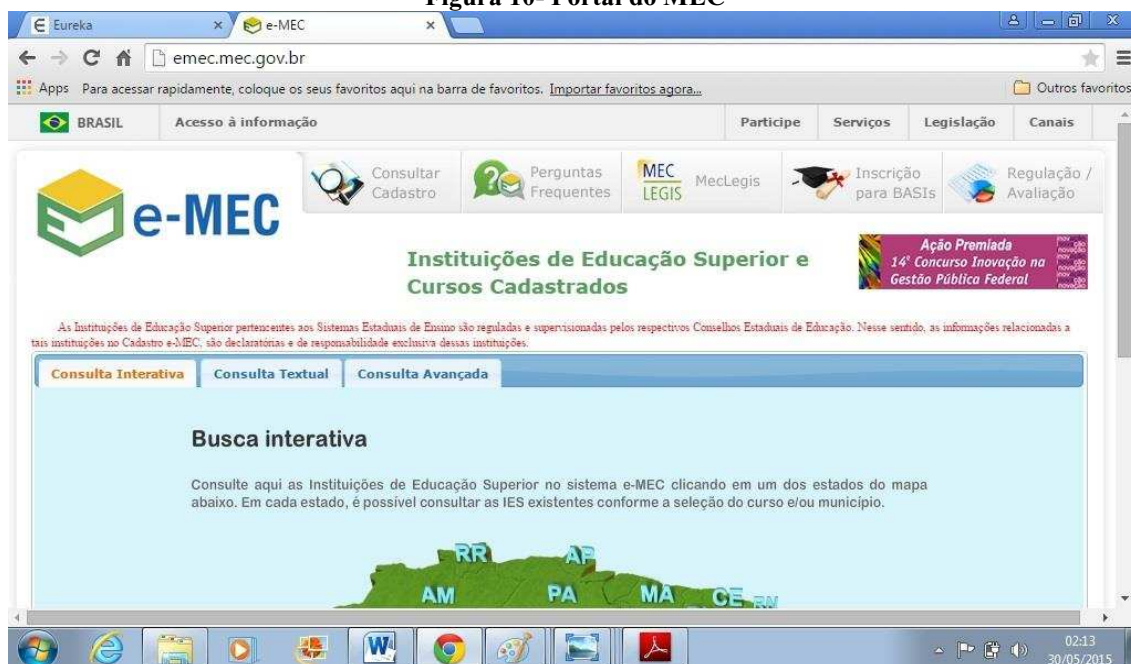 Figura 10- Portal do MEC
Eureka
e-MEC
emec.mec.gov.br
Apps Para acessar rapidamente, coloque os seus favoritos aqui na barra de favoritos. Importar favoritos agora... Outros favoritos
BRASIL Acesso à informação Participe Serviços Legislação Canais
e-MEC
Consultar
Cadastro
Perguntas
Frequentes
MEC
LEGIS
MecLegis
Inscrição
para BASIs
Regulação /
Avaliação
Instituições de Educação Superior e
Cursos Cadastrados
Ação Premiada
14º Concurso Inovação na
Gestão Pública Federal
As Instituições de Educação Superior pertencentes aos Sistemas Estaduais de Ensino são reguladas e supervisionadas pelos respectivos Conselhos Estaduais de Educação. Nesse sentido, as informações relacionadas a
tais instituições no Cadastro e-MEC, são declaratórias e de responsabilidade exclusiva dessas instituições.
Consulta Interativa Consulta Textual Consulta Avançada
Busca interativa
Consulte aqui as Instituições de Educação Superior no sistema e-MEC clicando em um dos estados do mapa
abaixo. Em cada estado, é possível consultar as IES existentes conforme a seleção do curso e/ou município.
RR AP
AM PA MA CE RN
02:13
30/05/2015